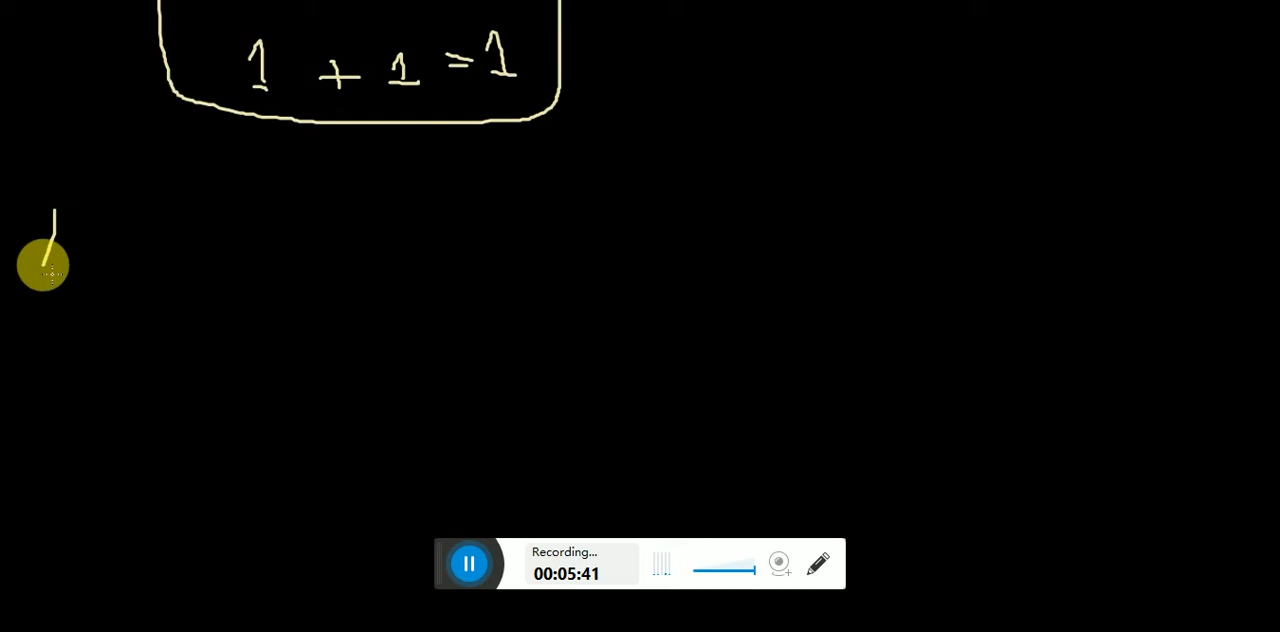 1 + 1 = 1
Recording...
00:05:41